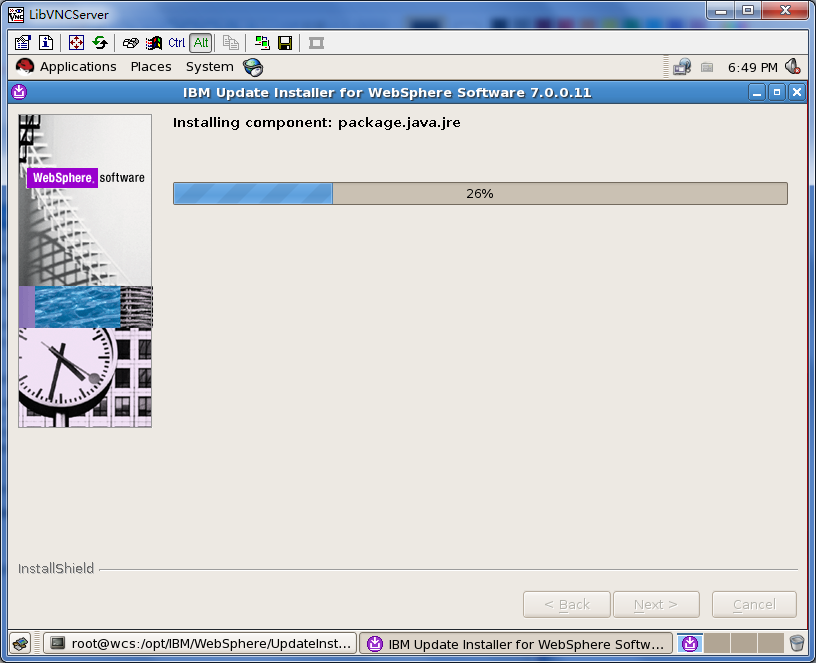 LibVNCServer
Ctrl Alt
Applications Places System 6:49 PM
IBM Update Installer for WebSphere Software 7.0.0.11
Installing component: package.java.jre
WebSphere. software
26%
InstallShield
< Back Next > Cancel
root@wcs:/opt/IBM/WebSphere/UpdateInst... IBM Update Installer for WebSphere Softw...